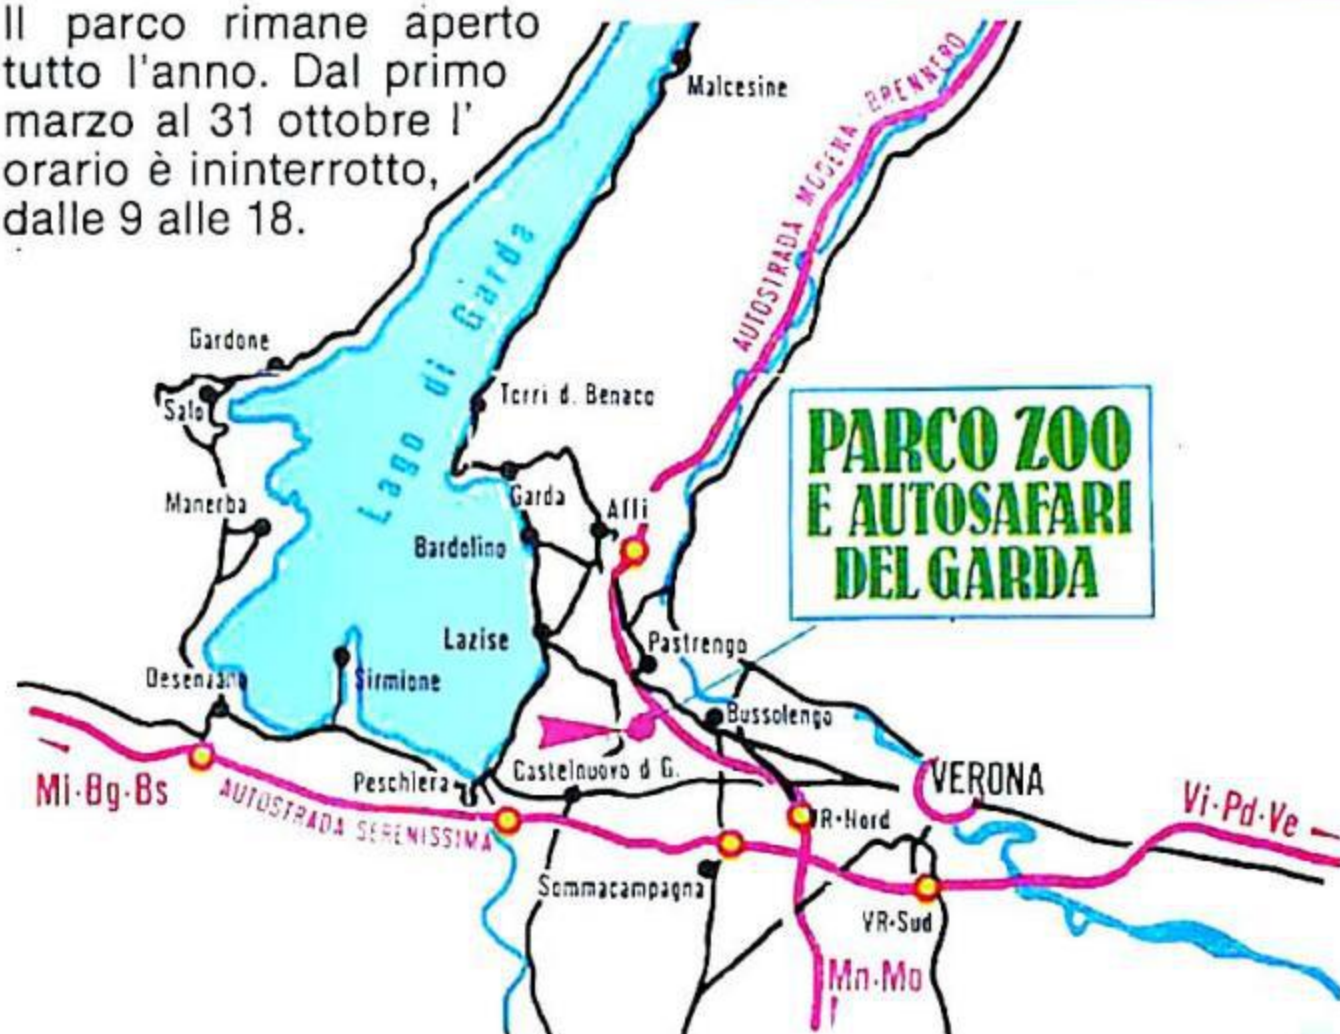 Il parco rimane aperto
tutto l'anno. Dal primo
marzo al 31 ottobre l'
orario è ininterrotto,
dalle 9 alle 18.
Malcesine
AUTOSTRADA MODENA - BRENNERO
Lago di Garda
Gardone
Salo
Torri d. Benaco
PARCO ZOO
E AUTOSAFARI
DEL GARDA
Manerba
Garda
Affi
Bardolino
Lazise
Pastrengo
Desenzano
Sirmione
Bussolengo
Peschiera
Castelnuovo d G.
VERONA
Mi-Bg-Bs
AUTOSTRADA SERENISSIMA
VR-Nord
Vi-Pd-Ve
Sommacampagna
VR-Sud
Mn-Mo